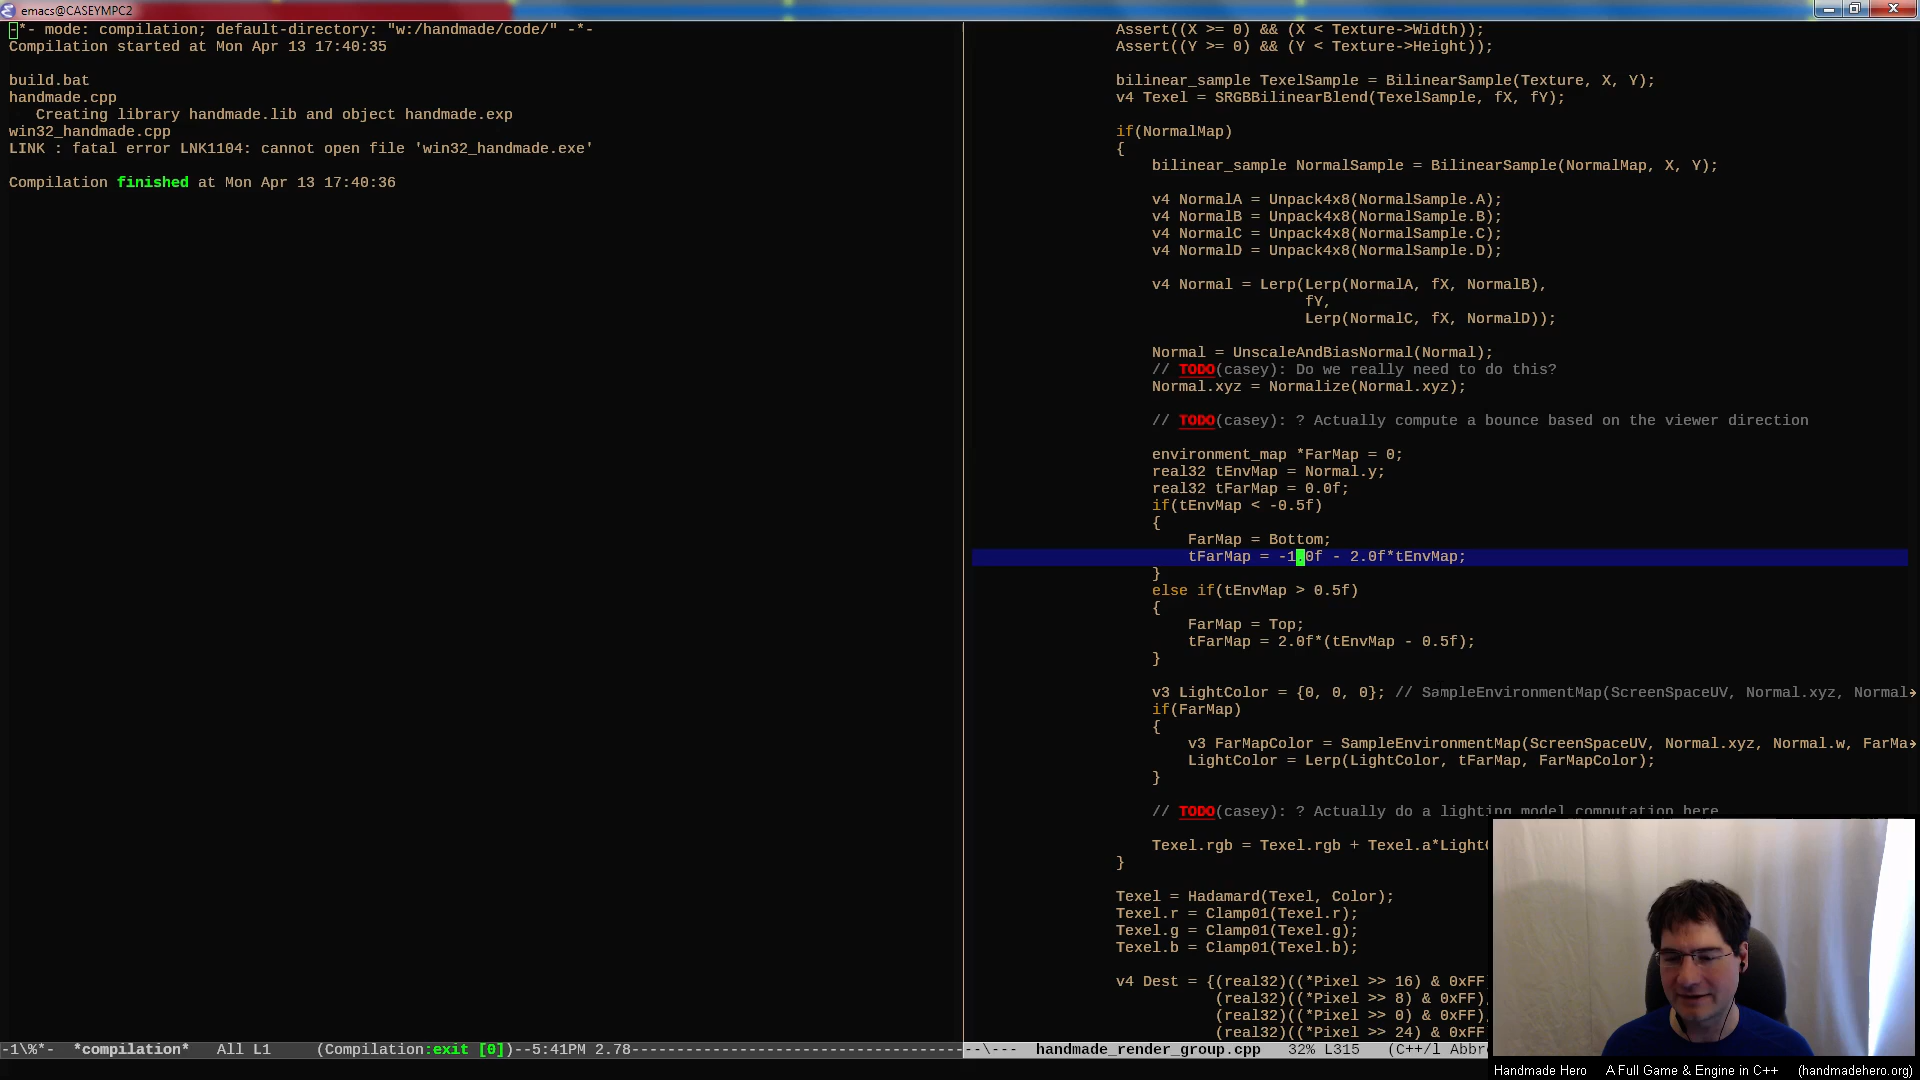 emacs@CASEYMPC2
-*- mode: compilation; default-directory: "w:/handmade/code/" -*-
Compilation started at Mon Apr 13 17:40:35
build.bat
handmade.cpp
Creating library handmade.lib and object handmade.exp
win32_handmade.cpp
LINK : fatal error LNK1104: cannot open file 'win32_handmade.exe'
Compilation finished at Mon Apr 13 17:40:36
-1\%*-  *compilation*   All L1     (Compilation:exit [0])--5:41PM 2.78
Assert((X >= 0) && (X < Texture->Width));
Assert((Y >= 0) && (Y < Texture->Height));
bilinear_sample TexelSample = BilinearSample(Texture, X, Y);
v4 Texel = SRGBBilinearBlend(TexelSample, fX, fY);
if(NormalMap)
{
bilinear_sample NormalSample = BilinearSample(NormalMap, X, Y);
v4 NormalA = Unpack4x8(NormalSample.A);
v4 NormalB = Unpack4x8(NormalSample.B);
v4 NormalC = Unpack4x8(NormalSample.C);
v4 NormalD = Unpack4x8(NormalSample.D);
v4 Normal = Lerp(Lerp(NormalA, fX, NormalB),
fY,
Lerp(NormalC, fX, NormalD));
Normal = UnscaleAndBiasNormal(Normal);
// TODO(casey): Do we really need to do this?
Normal.xyz = Normalize(Normal.xyz);
// TODO(casey): ? Actually compute a bounce based on the viewer direction
environment_map *FarMap = 0;
real32 tEnvMap = Normal.y;
real32 tFarMap = 0.0f;
if(tEnvMap < -0.5f)
{
FarMap = Bottom;
tFarMap = -1.0f - 2.0f*tEnvMap;
}
else if(tEnvMap > 0.5f)
{
FarMap = Top;
tFarMap = 2.0f*(tEnvMap - 0.5f);
}
v3 LightColor = {0, 0, 0}; // SampleEnvironmentMap(ScreenSpaceUV, Normal.xyz, Normal
if(FarMap)
{
v3 FarMapColor = SampleEnvironmentMap(ScreenSpaceUV, Normal.xyz, Normal.w, FarMa
LightColor = Lerp(LightColor, tFarMap, FarMapColor);
}
// TODO(casey): ? Actually do a lighting model computation here
Texel.rgb = Texel.rgb + Texel.a*Light
}
Texel = Hadamard(Texel, Color);
Texel.r = Clamp01(Texel.r);
Texel.g = Clamp01(Texel.g);
Texel.b = Clamp01(Texel.b);
v4 Dest = {(real32)((*Pixel >> 16) & 0xFF)
(real32)((*Pixel >> 8) & 0xFF)
(real32)((*Pixel >> 0) & 0xFF)
(real32)((*Pixel >> 24) & 0xFF)
--\---  handmade_render_group.cpp   32% L315   (C++/l Abbr
Handmade Hero   A Full Game & Engine in C++   (handmadehero.org)